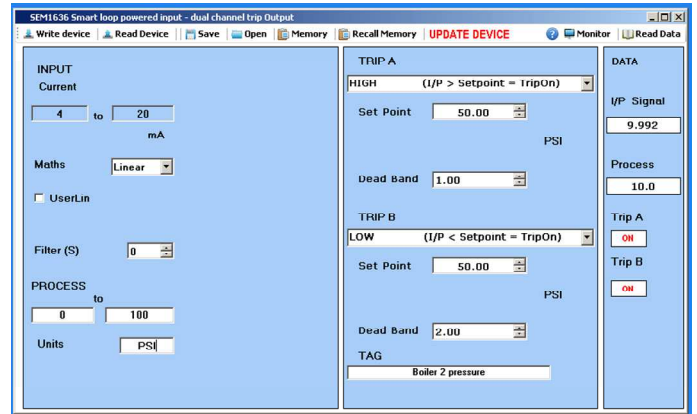 SEM1636 Smart loop powered input - dual channel trip Output
Write device Read Device Save Open Memory Recall Memory UPDATE DEVICE Monitor Read Data
INPUT
Current
4 to 20
mA
Maths Linear
UserLin
Filter (S) 0
PROCESS
to
0 100
Units PSI
TRIP A
HIGH (I/P > Setpoint = TripOn)
Set Point 50.00
PSI
Dead Band 1.00
TRIP B
LOW (I/P < Setpoint = TripOn)
Set Point 50.00
PSI
Dead Band 2.00
TAG
Boiler 2 pressure
DATA
I/P Signal
9.992
Process
10.0
Trip A
ON
Trip B
ON